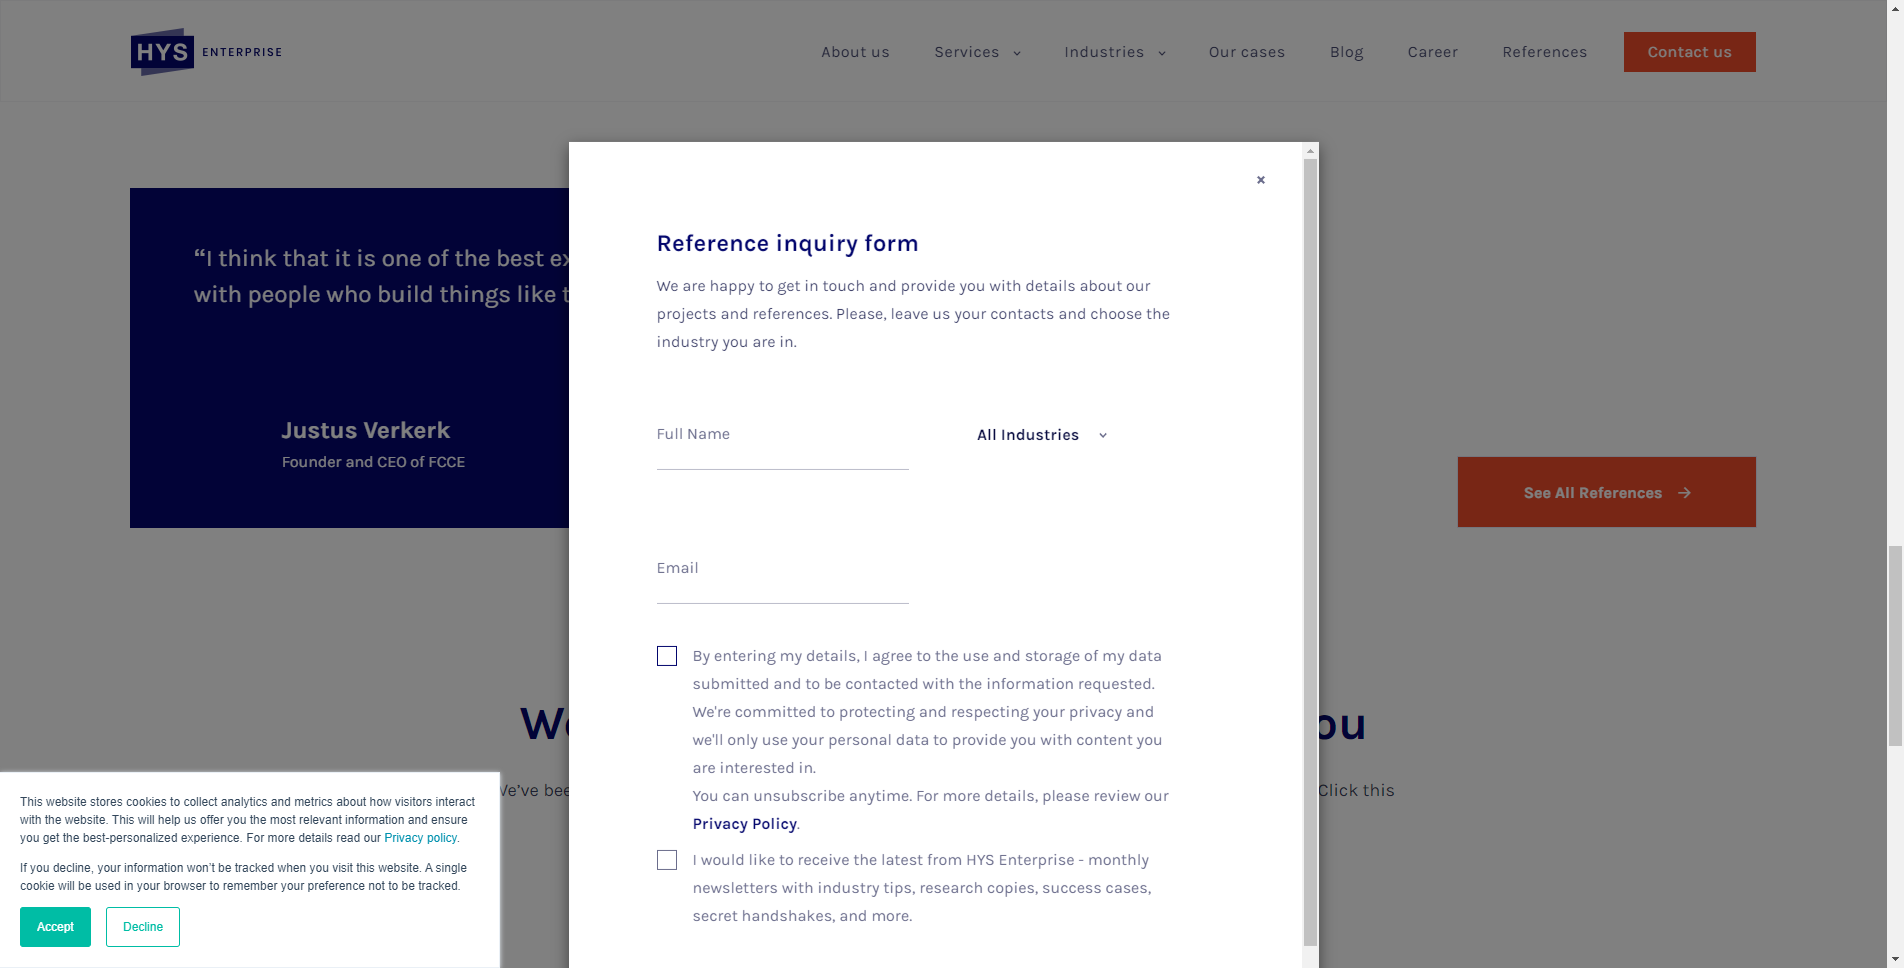 HYS ENTERPRISE
About us
Services
Industries
Our cases
Blog
Career
References
Contact us
×
Reference inquiry form
We are happy to get in touch and provide you with details about our
projects and references. Please, leave us your contacts and choose the
industry you are in.
Full Name
All Industries
Email
By entering my details, I agree to the use and storage of my data
submitted and to be contacted with the information requested.
We're committed to protecting and respecting your privacy and
we'll only use your personal data to provide you with content you
are interested in.
You can unsubscribe anytime. For more details, please review our
Privacy Policy.
I would like to receive the latest from HYS Enterprise - monthly
newsletters with industry tips, research copies, success cases,
secret handshakes, and more.
“I think that it is one of the best
with people who build things like
Justus Verkerk
Founder and CEO of FCCE
See All References →
Click this
This website stores cookies to collect analytics and metrics about how visitors interact
with the website. This will help us offer you the most relevant information and ensure
you get the best-personalized experience. For more details read our Privacy policy.
If you decline, your information won’t be tracked when you visit this website. A single
cookie will be used in your browser to remember your preference not to be tracked.
Accept
Decline